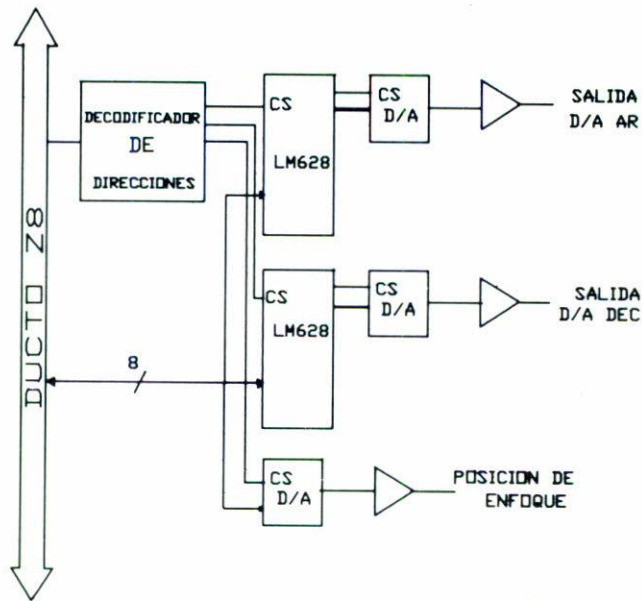 DUCTO N8
DECODIFICADOR
DE
DIRECCIONES
CS
LM628
CS
D/A
SALIDA
D/A AR
CS
LM628
CS
D/A
SALIDA
D/A DEC
8
CS
D/A
POSICION DE
ENFOQUE